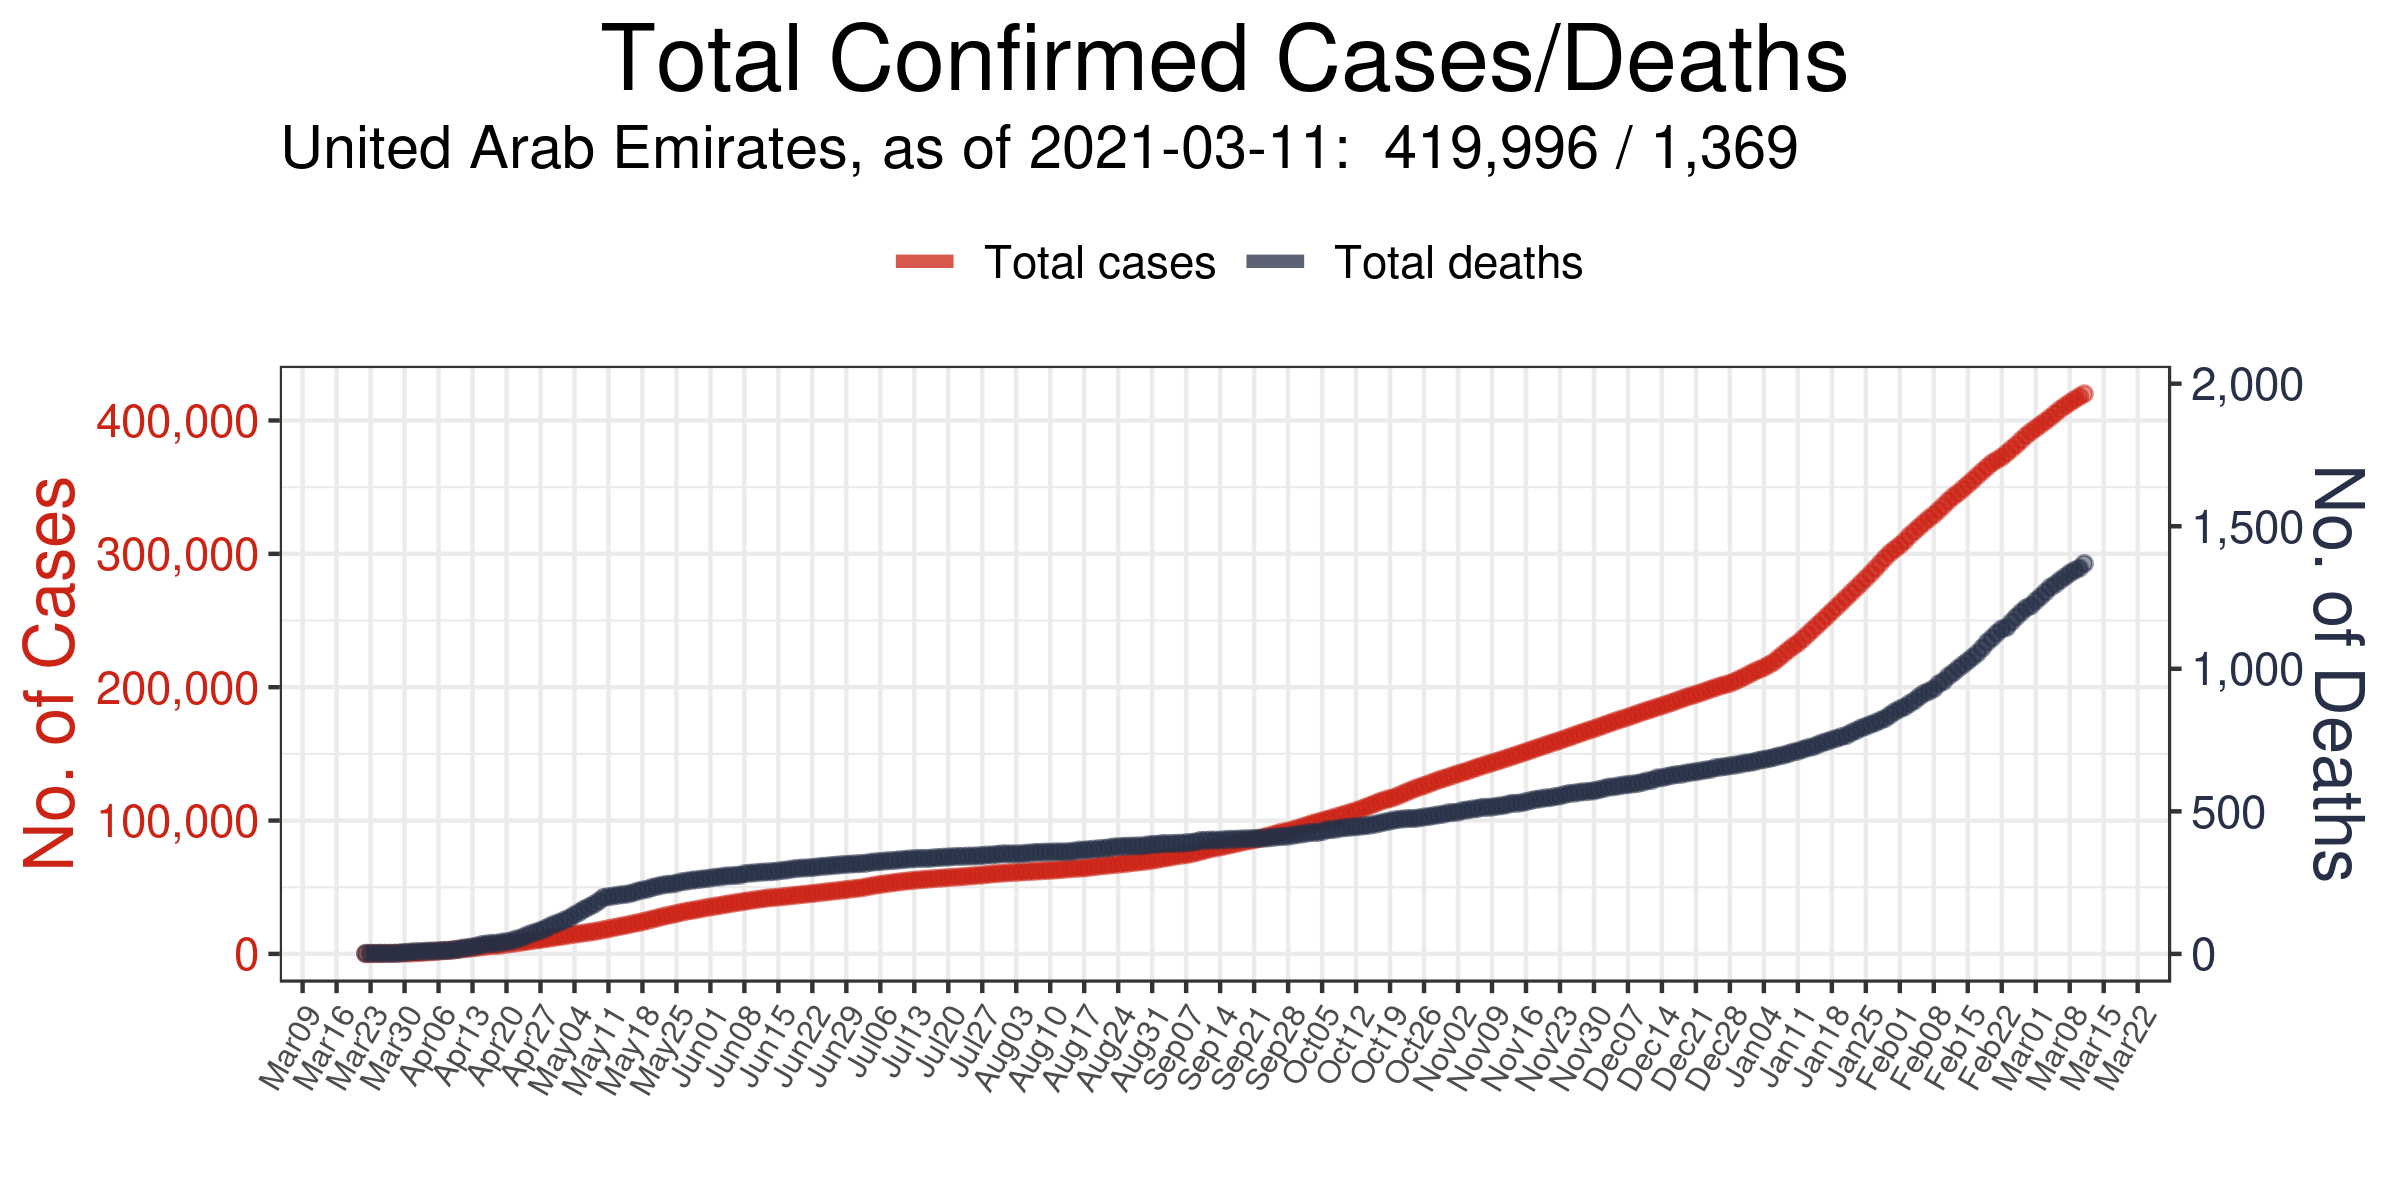 Total Confirmed Cases/Deaths
United Arab Emirates, as of 2021-03-11:  419,996 / 1,369
Total cases
Total deaths
No. of Cases
400,000
300,000
200,000
100,000
0
2,000
1,500
1,000
500
0
No. of Deaths
Mar09
Mar16
Mar23
Mar30
Apr06
Apr13
Apr20
Apr27
May04
May11
May18
May25
Jun01
Jun08
Jun15
Jun22
Jun29
Jul06
Jul13
Jul20
Jul27
Aug03
Aug10
Aug17
Aug24
Aug31
Sep07
Sep14
Sep21
Sep28
Oct05
Oct12
Oct19
Oct26
Nov02
Nov09
Nov16
Nov23
Nov30
Dec07
Dec14
Dec21
Dec28
Jan04
Jan11
Jan18
Jan25
Feb01
Feb08
Feb15
Feb22
Mar01
Mar08
Mar15
Mar22